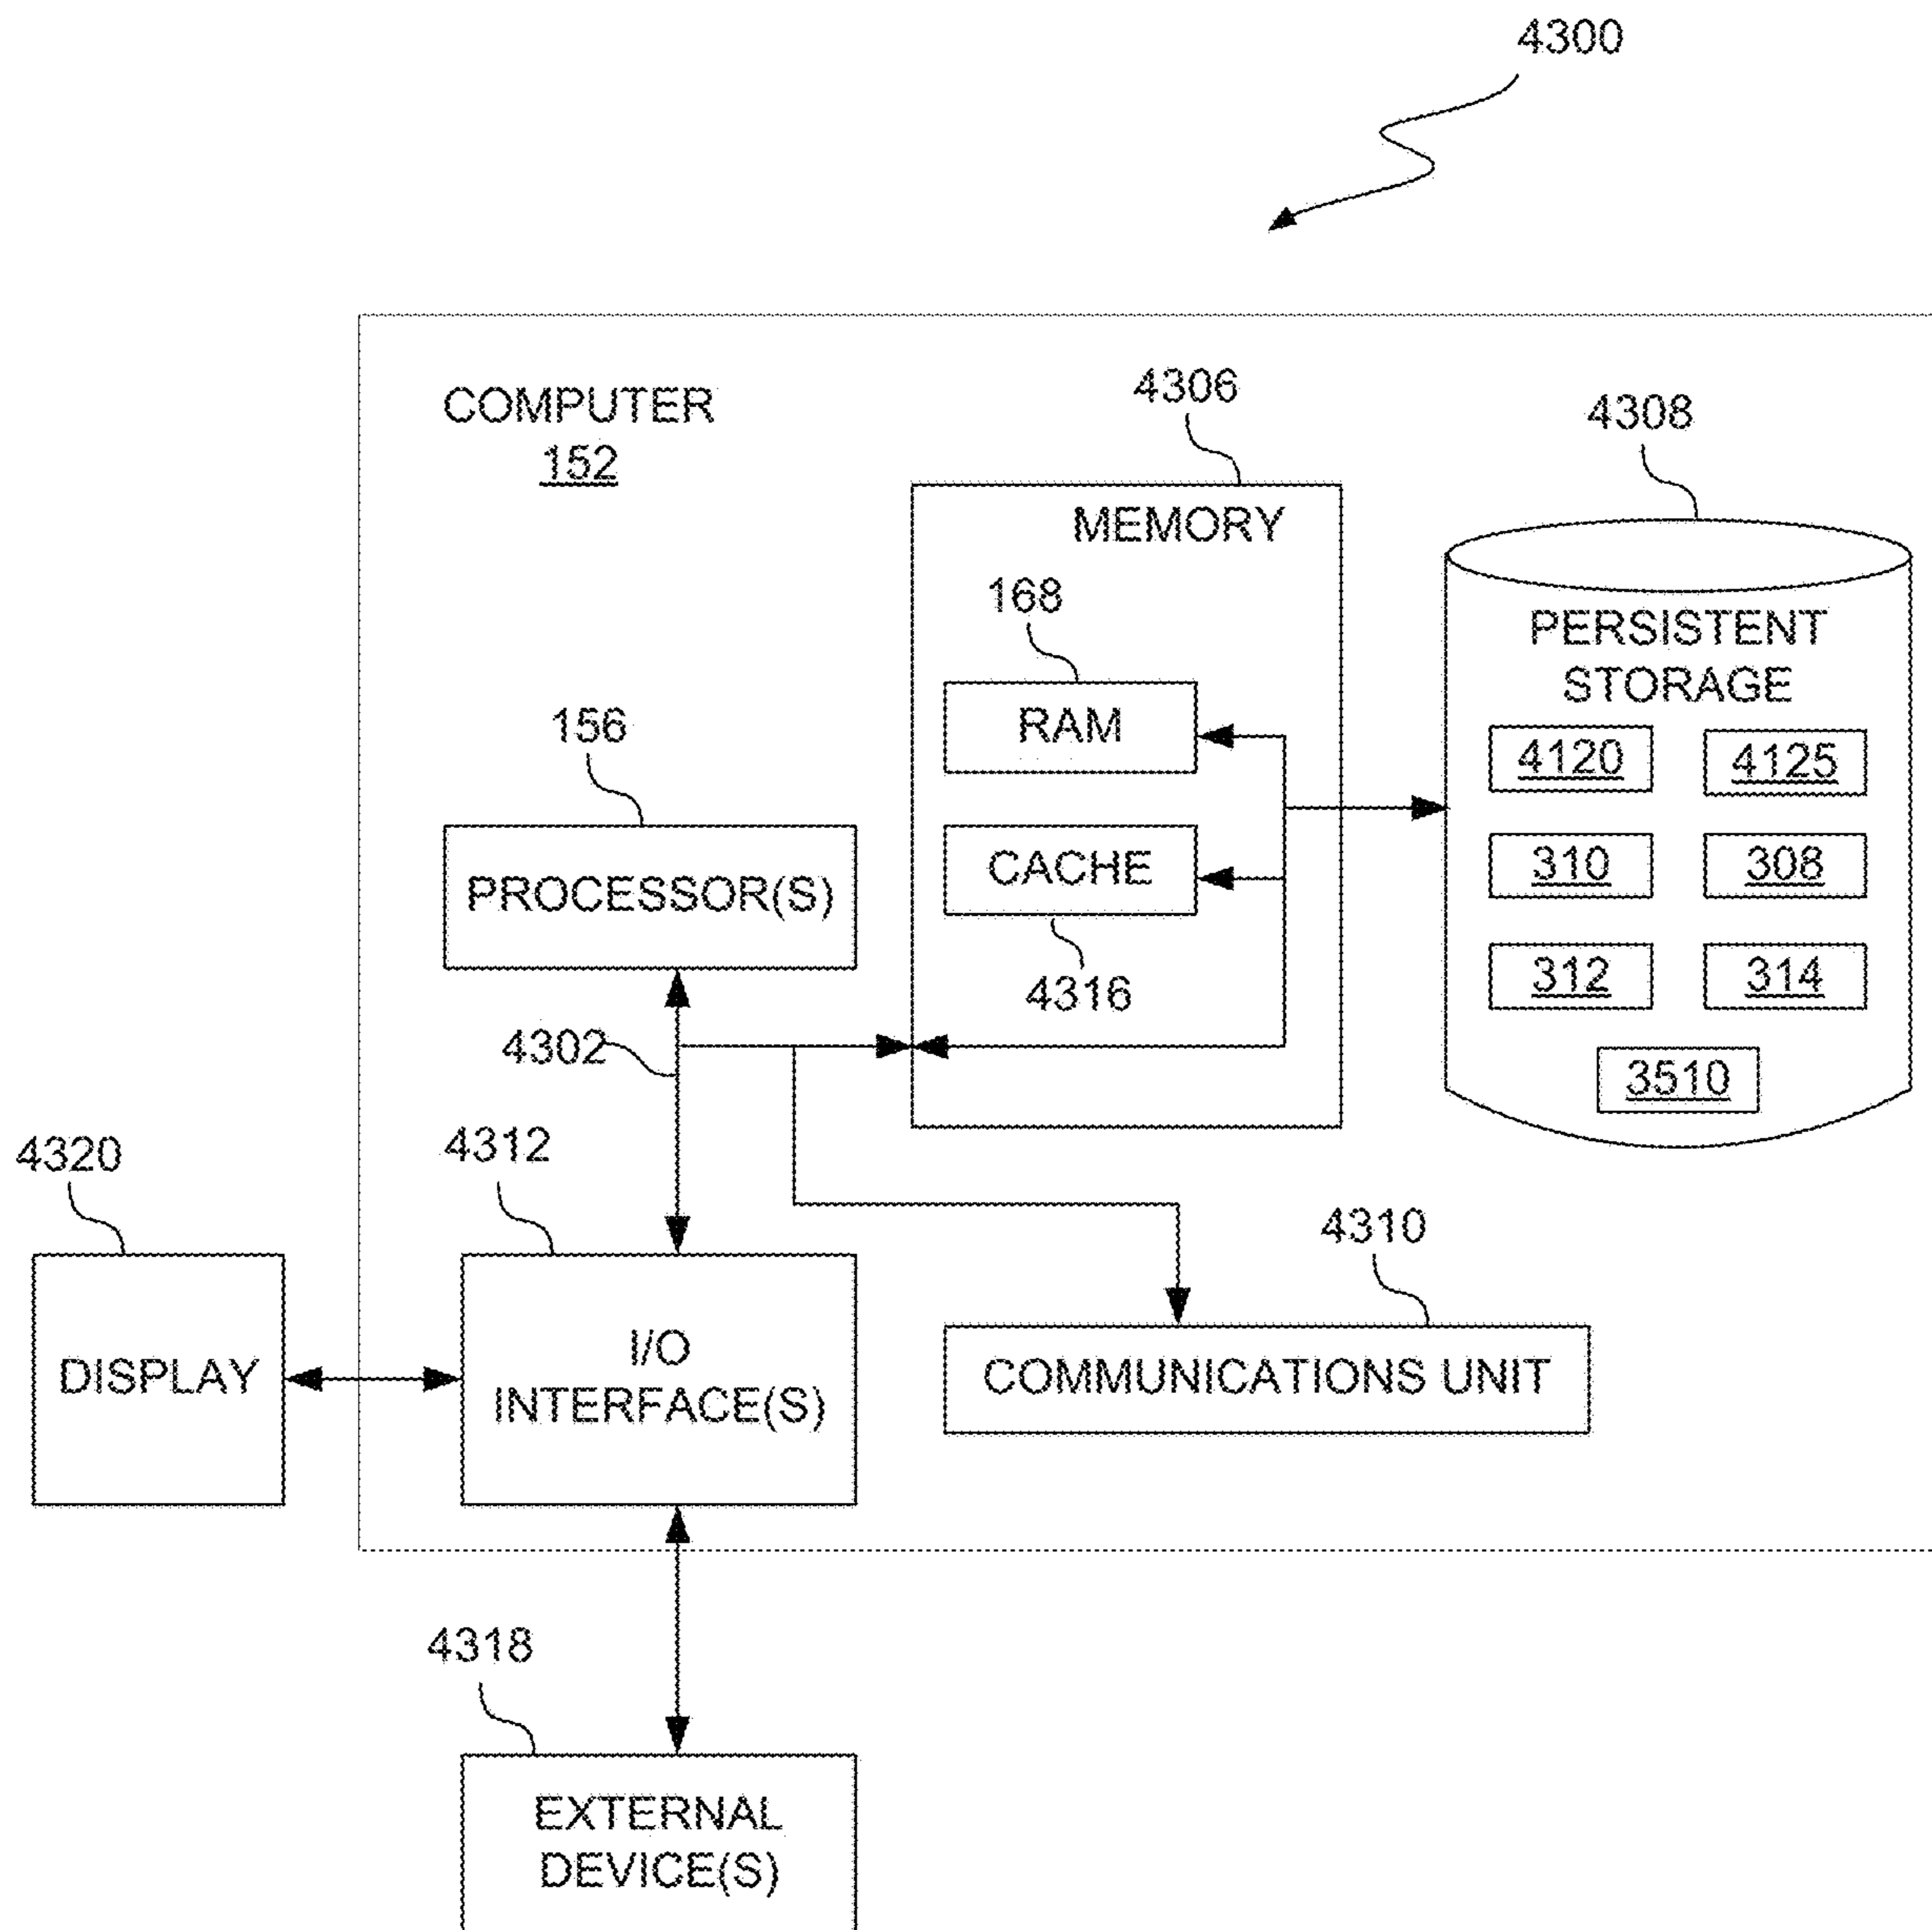 4300
COMPUTER
152
4306
4308
MEMORY
168
RAM
PERSISTENT
STORAGE
4120
4125
156
PROCESSOR(S)
CACHE
310
308
4316
312
314
4302
3510
4320
4312
4310
DISPLAY
I/O
INTERFACE(S)
COMMUNICATIONS UNIT
4318
EXTERNAL
DEVICE(S)